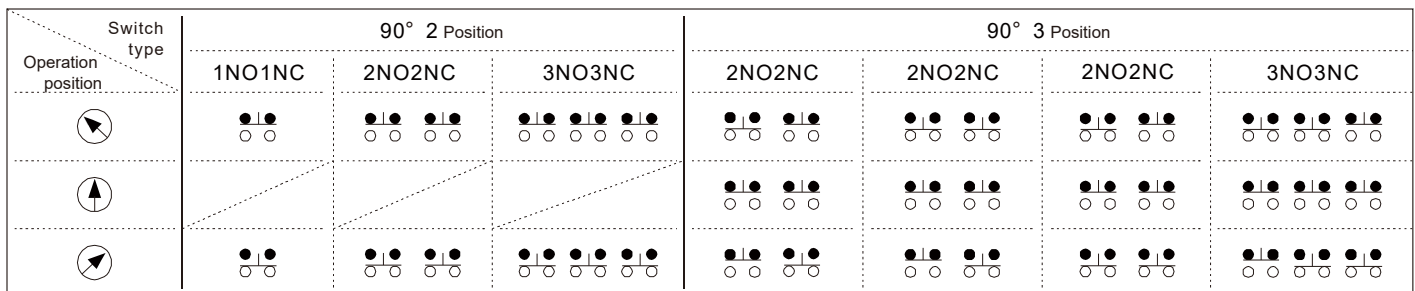 Switch
type
Operation
position
90° 2 Position
90° 3 Position
1NO1NC
2NO2NC
3NO3NC
2NO2NC
2NO2NC
2NO2NC
3NO3NC